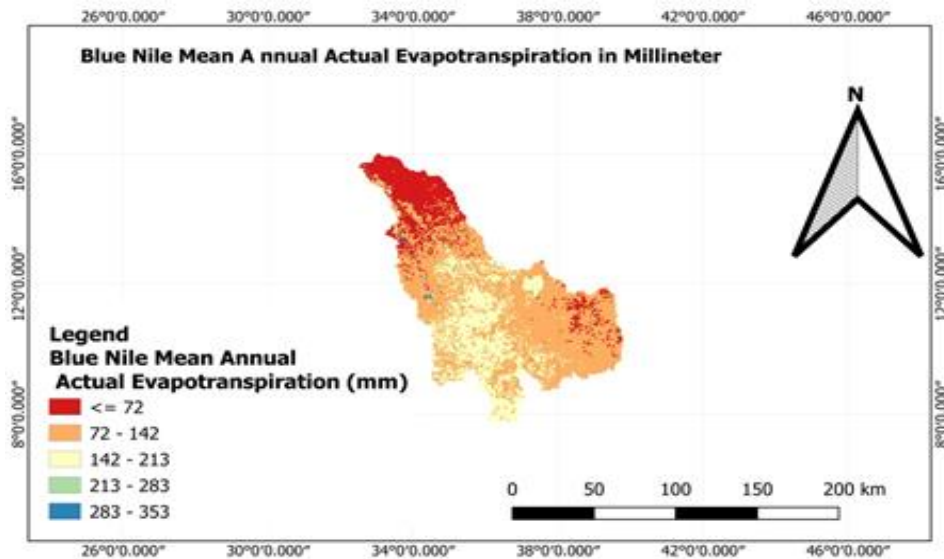 26°0'0.000" 30°0'0.000" 34°0'0.000" 38°0'0.000" 42°0'0.000" 46°0'0.000"
Blue Nile Mean A nnual Actual Evapotranspiration in Millineter
N
16°0'0.000" 16°0'0.000"
12°0'0.000" 12°0'0.000"
8°0'0.000" 8°0'0.000"
Legend
Blue Nile Mean Annual
Actual Evapotranspiration (mm)
<= 72
72 - 142
142 - 213
213 - 283
283 - 353
0 50 100 150 200 km
26°0'0.000" 30°0'0.000" 34°0'0.000" 38°0'0.000" 42°0'0.000" 46°0'0.000"